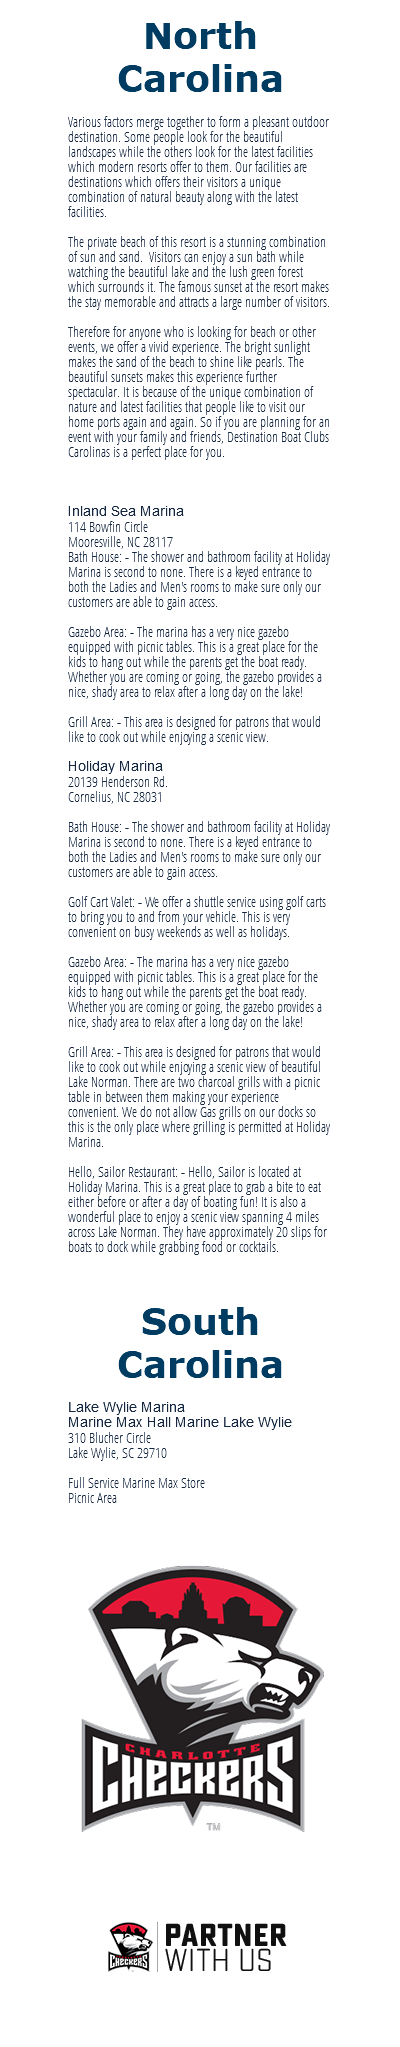 North
Carolina
Various factors merge together to form a pleasant outdoor
destination. Some people look for the beautiful
landscapes while the others look for the latest facilities
which modern resorts offer to them. Our facilities are
destinations which offers their visitors a unique
combination of natural beauty along with the latest
facilities.
The private beach of this resort is a stunning combination
of sun and sand.  Visitors can enjoy a sun bath while
watching the beautiful lake and the lush green forest
which surrounds it. The famous sunset at the resort makes
the stay memorable and attracts a large number of visitors.
Therefore for anyone who is looking for beach or other
events, we offer a vivid experience. The bright sunlight
makes the sand of the beach to shine like pearls. The
beautiful sunsets makes this experience further
spectacular. It is because of the unique combination of
nature and latest facilities that people like to visit our
home ports again and again. So if you are planning for an
event with your family and friends, Destination Boat Clubs
Carolinas is a perfect place for you.
Inland Sea Marina
114 Bowfin Circle
Mooresville, NC 28117
Bath House: - The shower and bathroom facility at Holiday
Marina is second to none. There is a keyed entrance to
both the Ladies and Men's rooms to make sure only our
customers are able to gain access.
Gazebo Area: - The marina has a very nice gazebo
equipped with picnic tables. This is a great place for the
kids to hang out while the parents get the boat ready.
Whether you are coming or going, the gazebo provides a
nice, shady area to relax after a long day on the lake!
Grill Area: - This area is designed for patrons that would
like to cook out while enjoying a scenic view.
Holiday Marina
20139 Henderson Rd.
Cornelius, NC 28031
Bath House: - The shower and bathroom facility at Holiday
Marina is second to none. There is a keyed entrance to
both the Ladies and Men's rooms to make sure only our
customers are able to gain access.
Golf Cart Valet: - We offer a shuttle service using golf carts
to bring you to and from your vehicle. This is very
convenient on busy weekends as well as holidays.
Gazebo Area: - The marina has a very nice gazebo
equipped with picnic tables. This is a great place for the
kids to hang out while the parents get the boat ready.
Whether you are coming or going, the gazebo provides a
nice, shady area to relax after a long day on the lake!
Grill Area: - This area is designed for patrons that would
like to cook out while enjoying a scenic view of beautiful
Lake Norman. There are two charcoal grills with a picnic
table in between them making your experience
convenient. We do not allow Gas grills on our docks so
this is the only place where grilling is permitted at Holiday
Marina.
Hello, Sailor Restaurant: - Hello, Sailor is located at
Holiday Marina. This is a great place to grab a bite to eat
either before or after a day of boating fun! It is also a
wonderful place to enjoy a scenic view spanning 4 miles
across Lake Norman. They have approximately 20 slips for
boats to dock while grabbing food or cocktails.
South
Carolina
Lake Wylie Marina
Marine Max Hall Marine Lake Wylie
310 Blucher Circle
Lake Wylie, SC 29710
Full Service Marine Max Store
Picnic Area
CHARLOTTE
CHECKERS
TM
CHECKERS
PARTNER
WITH US